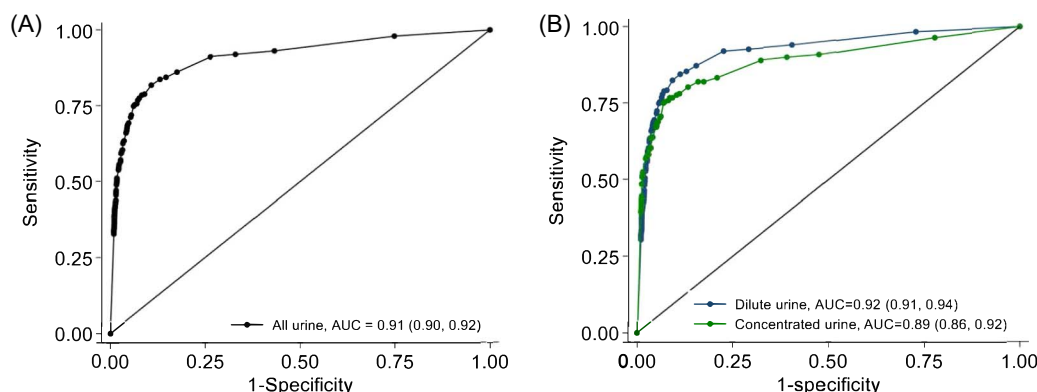 (A)
Sensitivity
1.00
0.75
0.50
0.25
0.00
All urine, AUC = 0.91 (0.90, 0.92)
0.00 0.25 0.50 0.75 1.00
1-Specificity
(B)
Sensitivity
1.00
0.75
0.50
0.25
0.00
Dilute urine, AUC=0.92 (0.91, 0.94)
Concentrated urine, AUC=0.89 (0.86, 0.92)
0.00 0.25 0.50 0.75 1.00
1-specificity